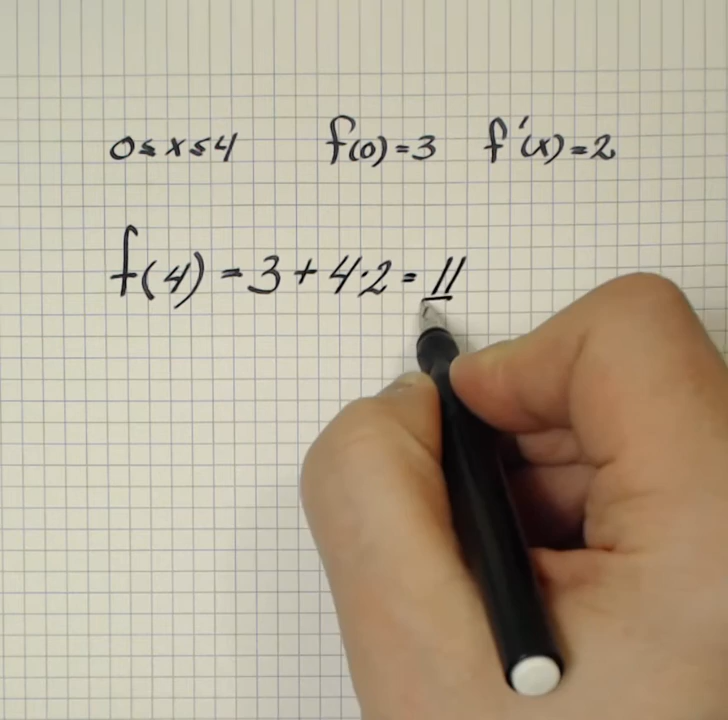 0 ≤ x ≤ 4 f(0) = 3 f'(x) = 2
f(4) = 3 + 4·2 = 11